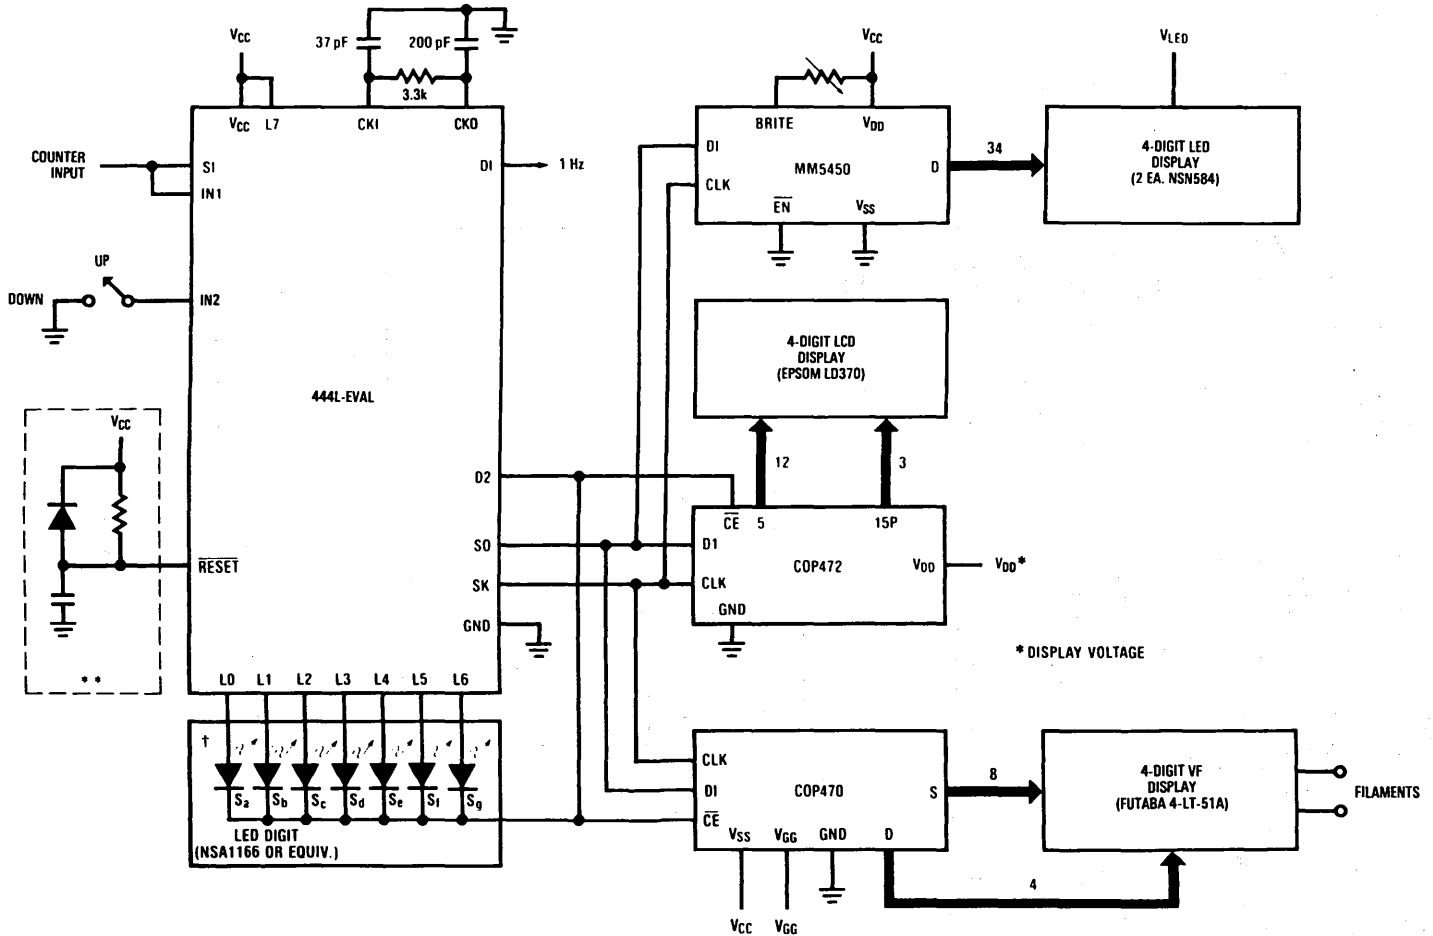 37 pF
200 pF
3.3k
VCC
VCC
L7
CKI
CKO
COUNTER
INPUT
SI
IN1
DI
1 Hz
UP
DOWN
IN2
444L-EVAL
VCC
RESET
**
D2
SO
SK
GND
L0 L1 L2 L3 L4 L5 L6
†
Sa Sb Sc Sd Se Sf Sg
LED DIGIT
(NSA1166 OR EQUIV.)
VCC
BRITE
VDD
DI
CLK
MM5450
D
EN
VSS
34
VLED
4-DIGIT LED
DISPLAY
(2 EA. NSN584)
4-DIGIT LCD
DISPLAY
(EPSOM LD370)
12
3
CE
5
15P
D1
CLK
COP472
VDD
VDD*
GND
*DISPLAY VOLTAGE
CLK
DI
CE
COP470
S
VSS
VGG
GND
D
VCC
VGG
8
4
4-DIGIT VF
DISPLAY
(FUTABA 4-LT-51A)
FILAMENTS